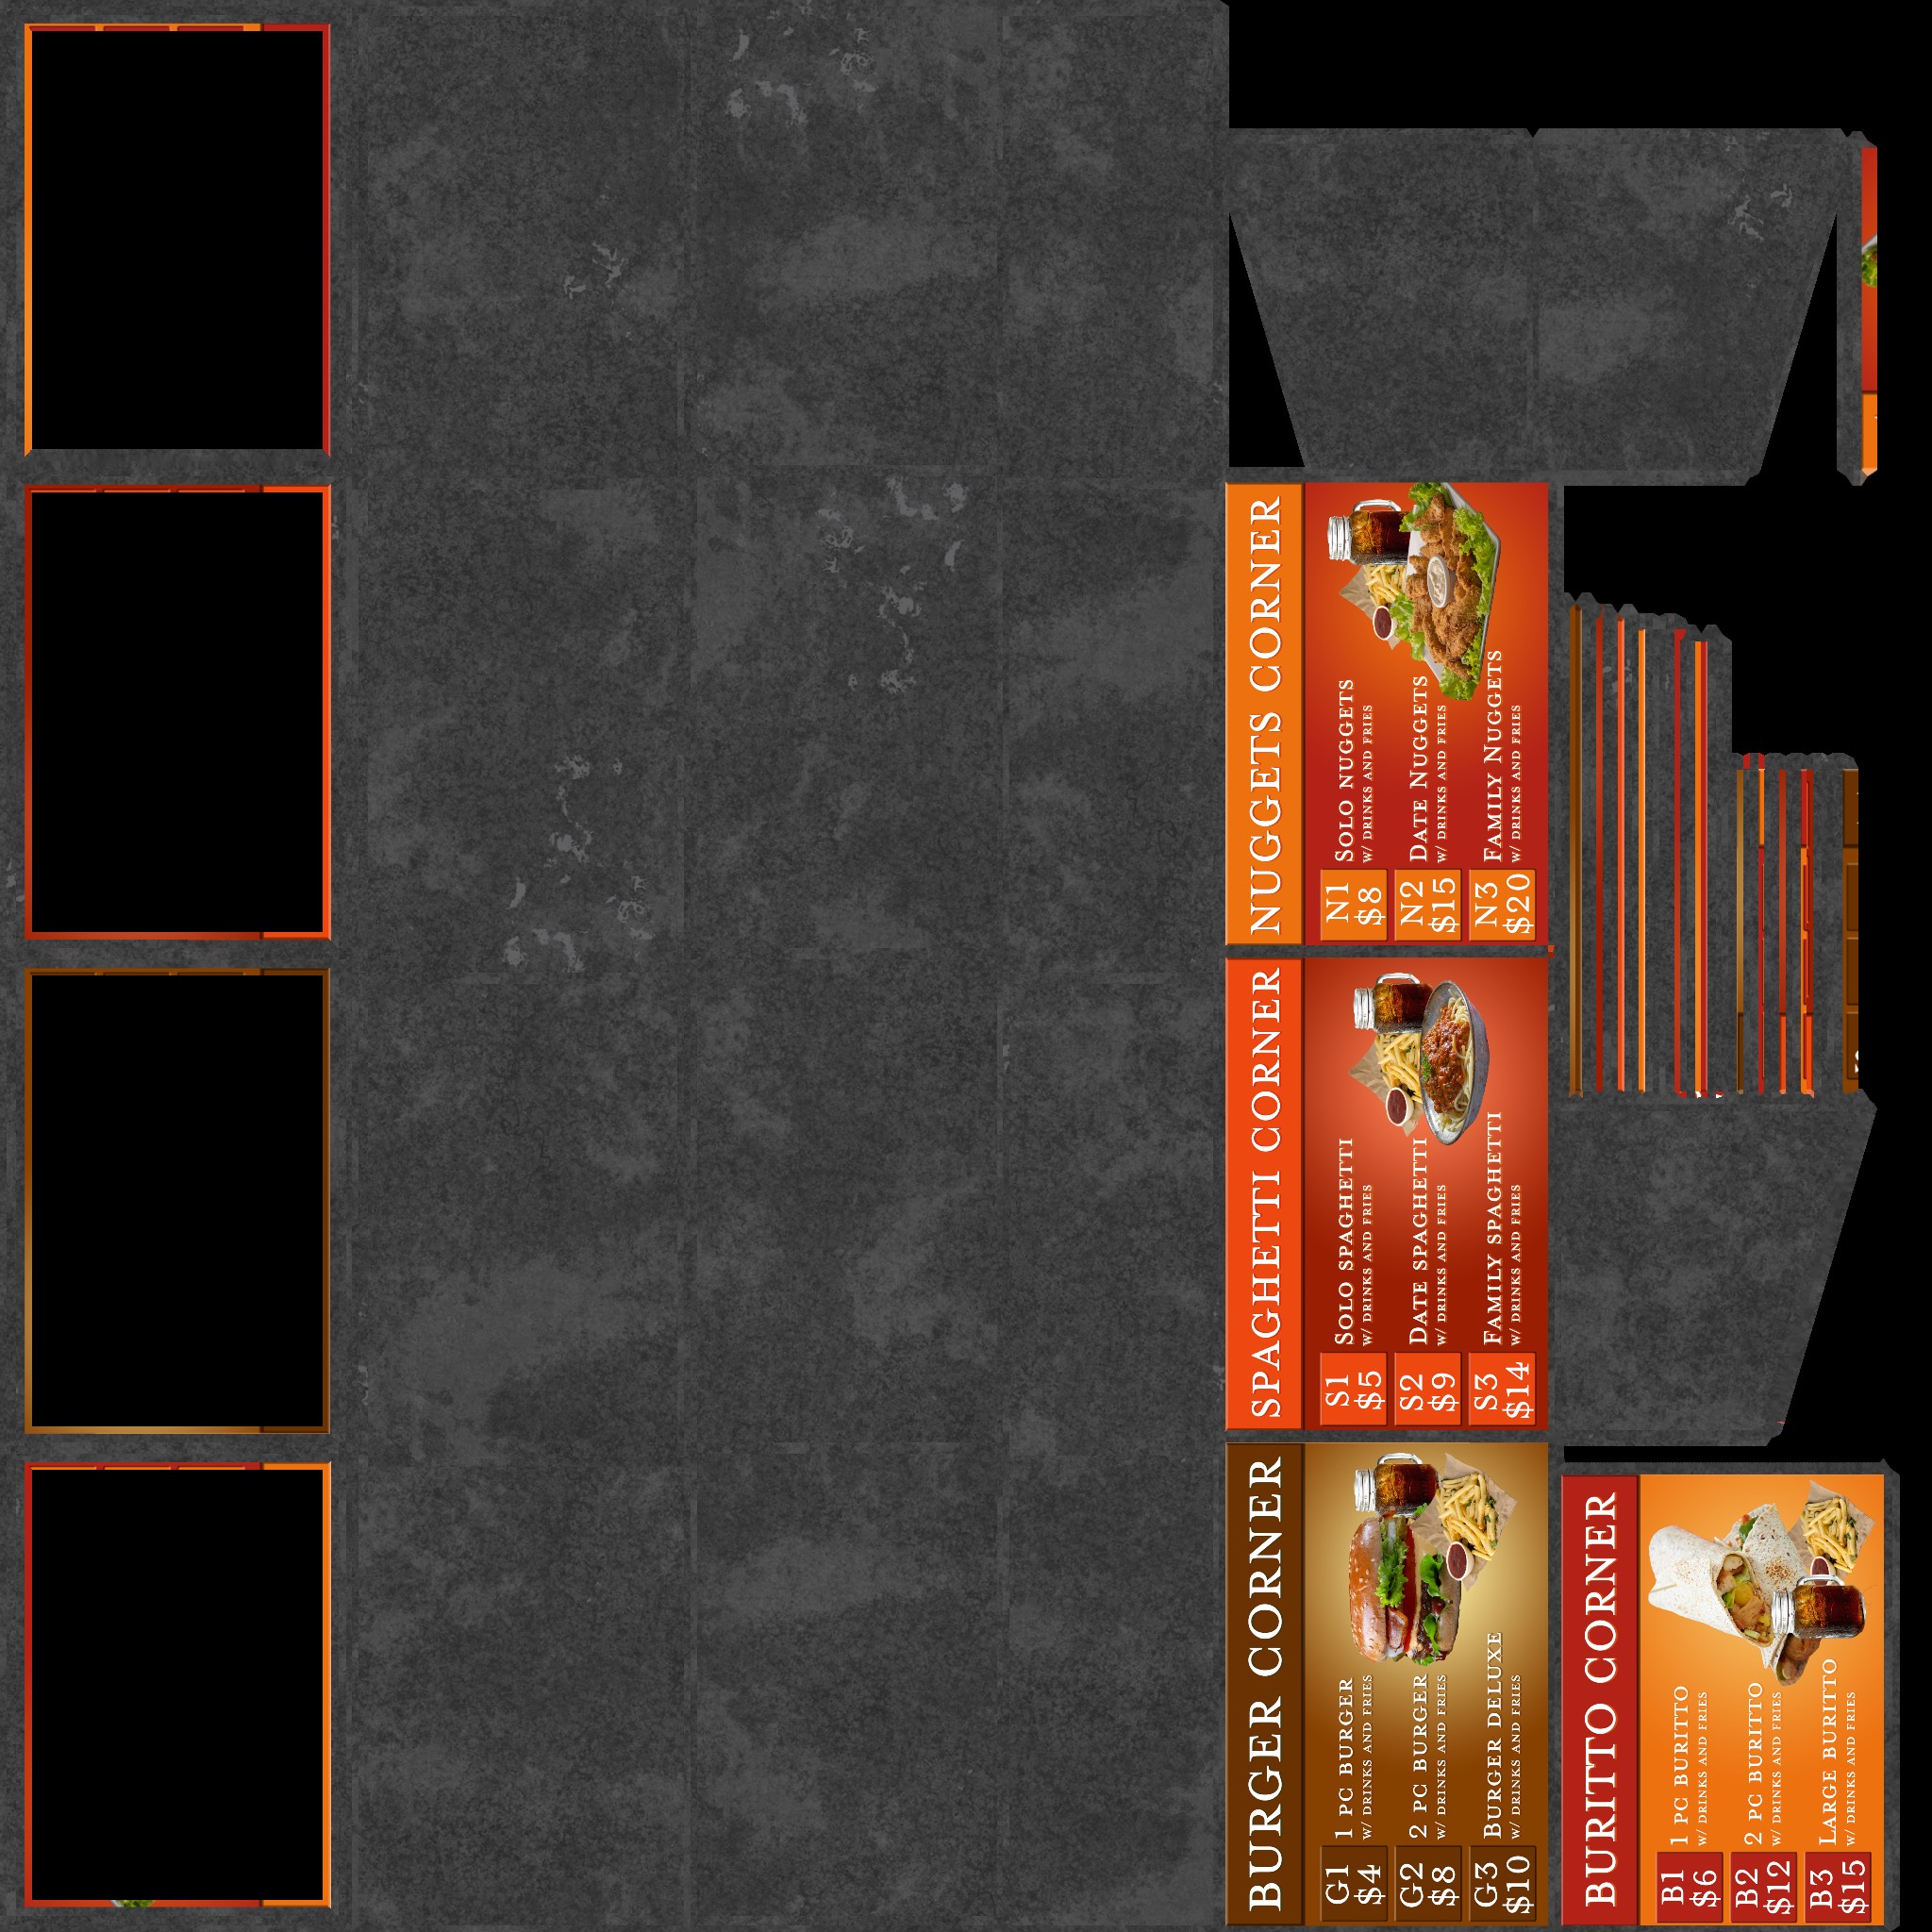 NUGGETS CORNER
N1
$8
SOLO NUGGETS
W/ DRINKS AND FRIES
N2
$15
DATE NUGGETS
W/ DRINKS AND FRIES
N3
$20
FAMILY NUGGETS
W/ DRINKS AND FRIES
SPAGHETTI CORNER
S1
$5
SOLO SPAGHETTI
W/ DRINKS AND FRIES
S2
$9
DATE SPAGHETTI
W/ DRINKS AND FRIES
S3
$14
FAMILY SPAGHETTI
W/ DRINKS AND FRIES
BURGER CORNER
G1
$4
1 PC BURGER
W/ DRINKS AND FRIES
G2
$8
2 PC BURGER
W/ DRINKS AND FRIES
G3
$10
BURGER DELUXE
W/ DRINKS AND FRIES
BURITTO CORNER
B1
$6
1 PC BURITTO
W/ DRINKS AND FRIES
B2
$12
2 PC BURITTO
W/ DRINKS AND FRIES
B3
$15
LARGE BURITTO
W/ DRINKS AND FRIES